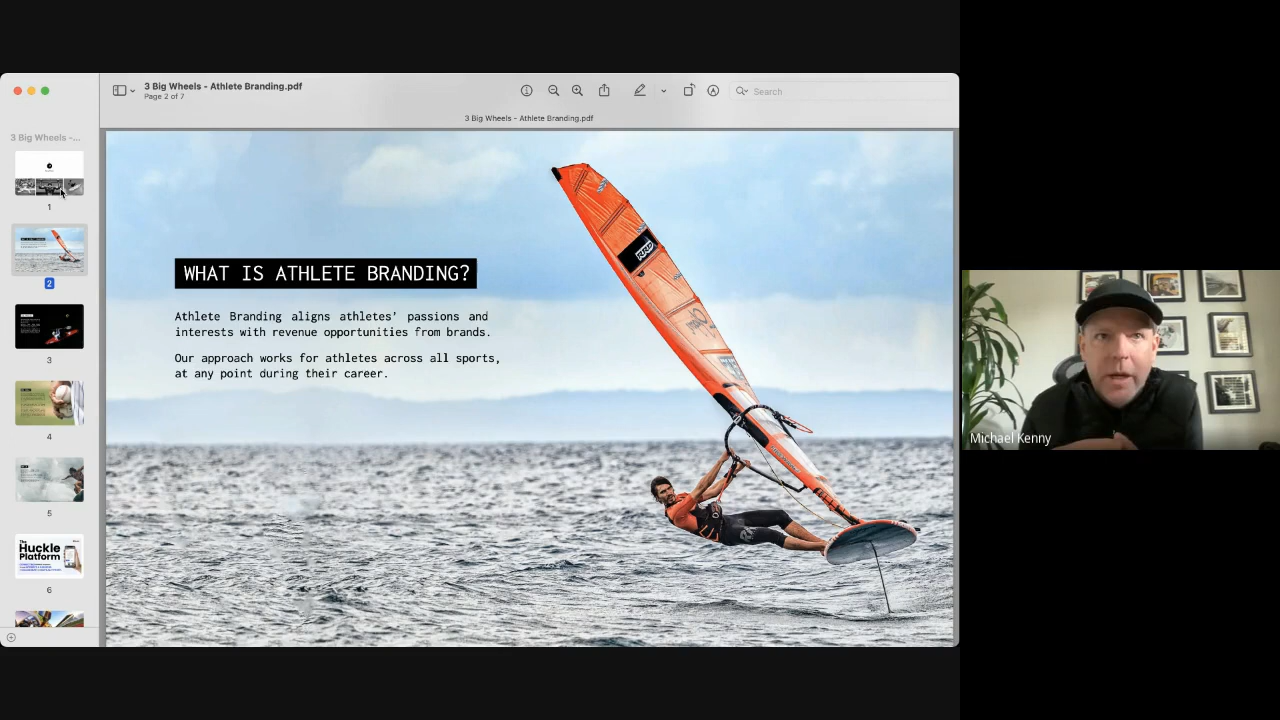 3 Big Wheels - Athlete Branding.pdf
Page 2 of 7
Search
3 Big Wheels - Athlete Branding.pdf
3 Big Wheels -...
1
2
3
4
5
The
Huckle
Platform
6
WHAT IS ATHLETE BRANDING?
Athlete Branding aligns athletes' passions and
interests with revenue opportunities from brands.
Our approach works for athletes across all sports,
at any point during their career.
RRD
Michael Kenny